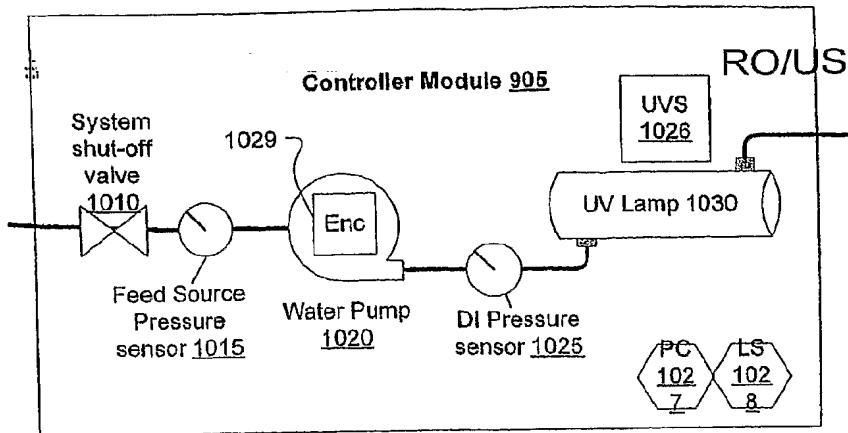 RO/US
Controller Module 905
UVS
1026
System
shut-off
valve
1010
1029
Enc
UV Lamp 1030
Feed Source
Pressure
sensor 1015
Water Pump
1020
DI Pressure
sensor 1025
PC
102
7
LS
102
8